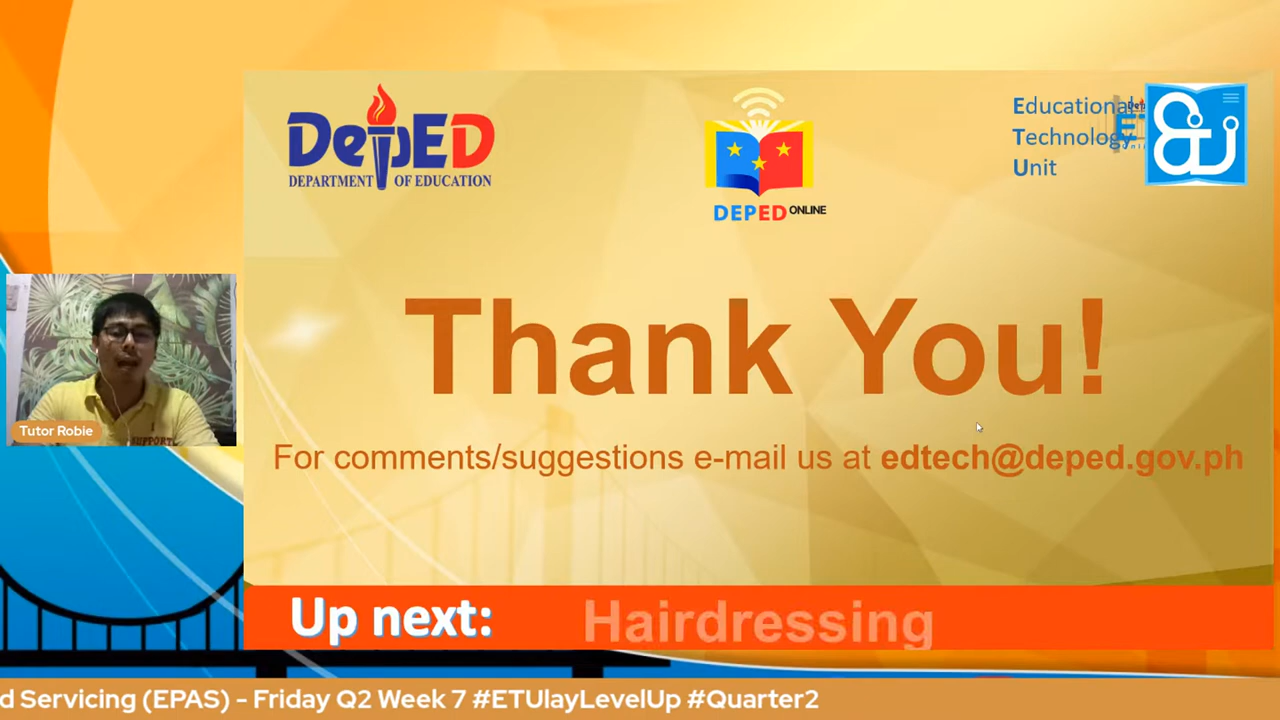 DepED
DEPARTMENT OF EDUCATION
DEPED ONLINE
Educational
Technology
Unit
Thank You!
For comments/suggestions e-mail us at edtech@deped.gov.ph
Tutor Robie
SUPPORT
Up next: Hairdressing
d Servicing (EPAS) - Friday Q2 Week 7 #ETUlayLevelUp #Quarter2